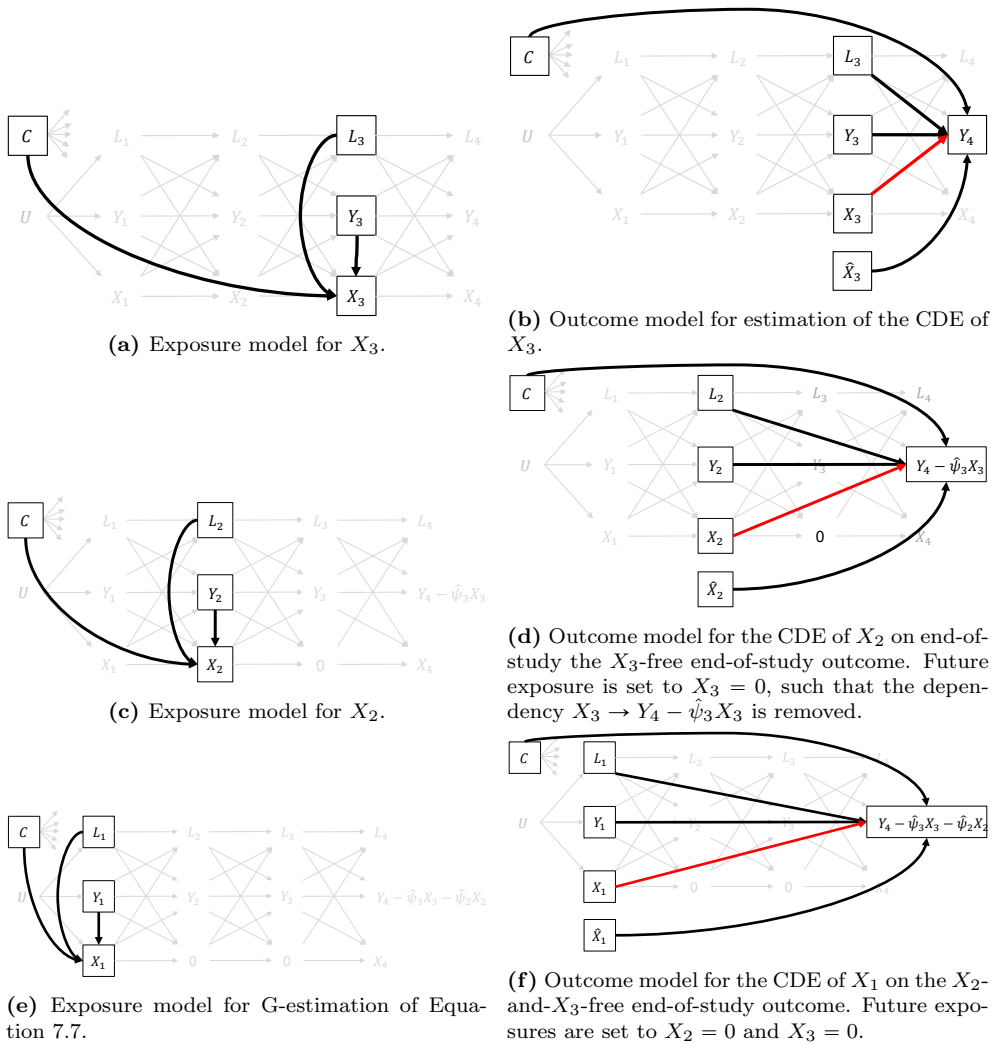 C
L₁ L₂ L₃ L₄
U Y₁ Y₂ Y₃ Y₄
X₁ X₂ X₃ X₄
(a) Exposure model for X₃.
C
L₁ L₂ L₃ L₄
U Y₁ Y₂ Y₃ Y₄
X₁ X₂ X₃ X₄
X̂₃
(b) Outcome model for estimation of the CDE of
X₃.
C
L₁ L₂ L₃ L₄
U Y₁ Y₂ Y₃ Y₄ − ψ̂₃X₃
X₁ X₂ 0 X₄
(c) Exposure model for X₂.
C
L₁ L₂ L₃ L₄
U Y₁ Y₂ Y₃ Y₄ − ψ̂₃X₃
X₁ X₂ 0 X₄
X̂₂
(d) Outcome model for the CDE of X₂ on end-of-
study the X₃-free end-of-study outcome. Future
exposure is set to X₃ = 0, such that the depen-
dency X₃ → Y₄ − ψ̂₃X₃ is removed.
C
L₁ L₂ L₃ L₄
U Y₁ Y₂ Y₃ Y₄ − ψ̂₃X₃ − ψ̂₂X₂
X₁ 0 0 X₄
(e) Exposure model for G-estimation of Equa-
tion 7.7.
C
L₁ L₂ L₃ L₄
U Y₁ Y₂ Y₃ Y₄ − ψ̂₃X₃ − ψ̂₂X₂
X₁ 0 0 X₄
X̂₁
(f) Outcome model for the CDE of X₁ on the X₂-
and-X₃-free end-of-study outcome. Future expo-
sures are set to X₂ = 0 and X₃ = 0.